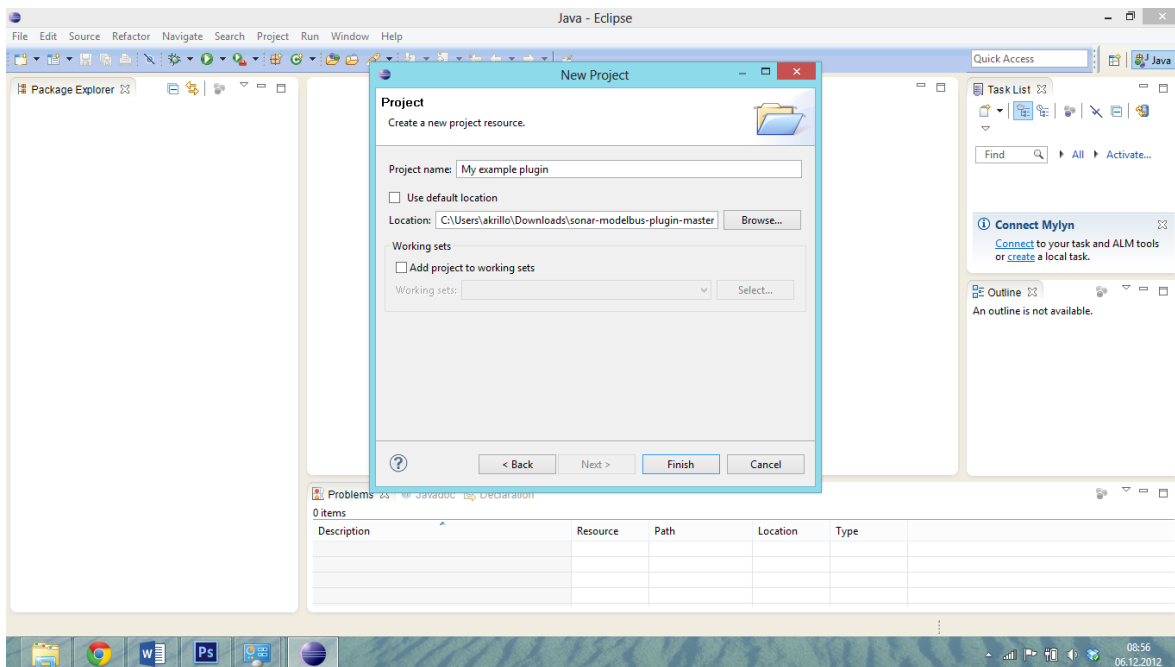 Java - Eclipse
File Edit Source Refactor Navigate Search Project Run Window Help
Quick Access
Java
Package Explorer
New Project
Project
Create a new project resource.
Project name: My example plugin
Use default location
Location: C:\Users\akrillo\Downloads\sonar-modelbus-plugin-master Browse...
Working sets
Add project to working sets
Working sets: Select...
< Back Next > Finish Cancel
Task List
Find All Activate...
Connect Mylyn
Connect to your task and ALM tools
or create a local task.
Outline
An outline is not available.
Problems Javadoc Declaration
0 items
Description Resource Path Location Type
Ps
08:56
06.12.2012